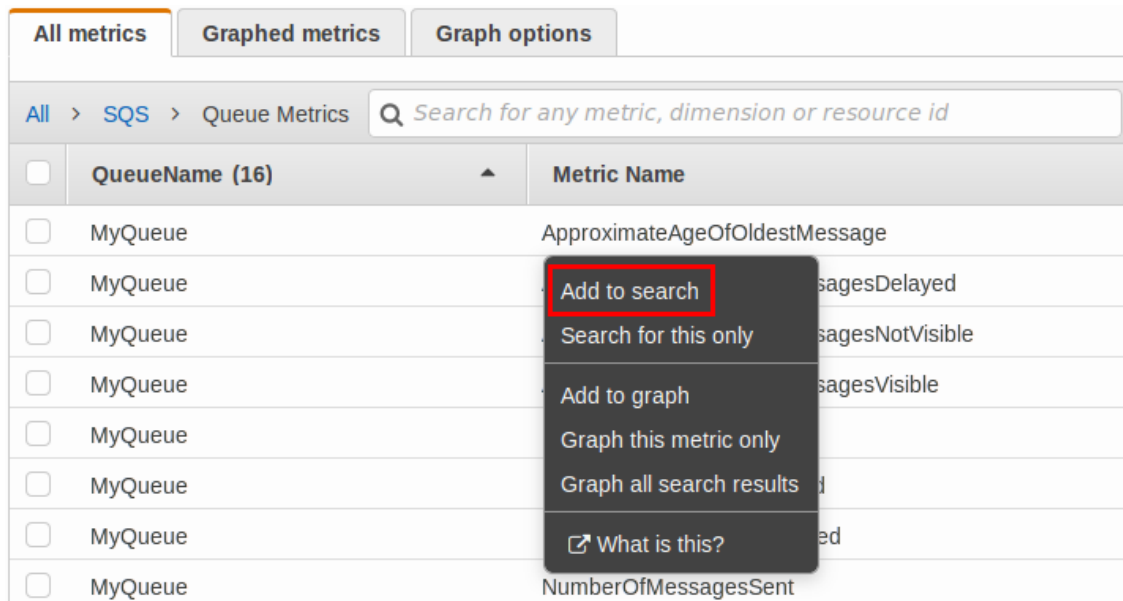 All metrics Graphed metrics Graph options
All > SQS > Queue Metrics Search for any metric, dimension or resource id
QueueName (16) Metric Name
MyQueue ApproximateAgeOfOldestMessage
MyQueue sagesDelayed
Add to search
MyQueue sagesNotVisible
Search for this only
MyQueue sagesVisible
Add to graph
MyQueue
Graph this metric only
MyQueue
Graph all search results
MyQueue ed
What is this?
MyQueue NumberOfMessagesSent